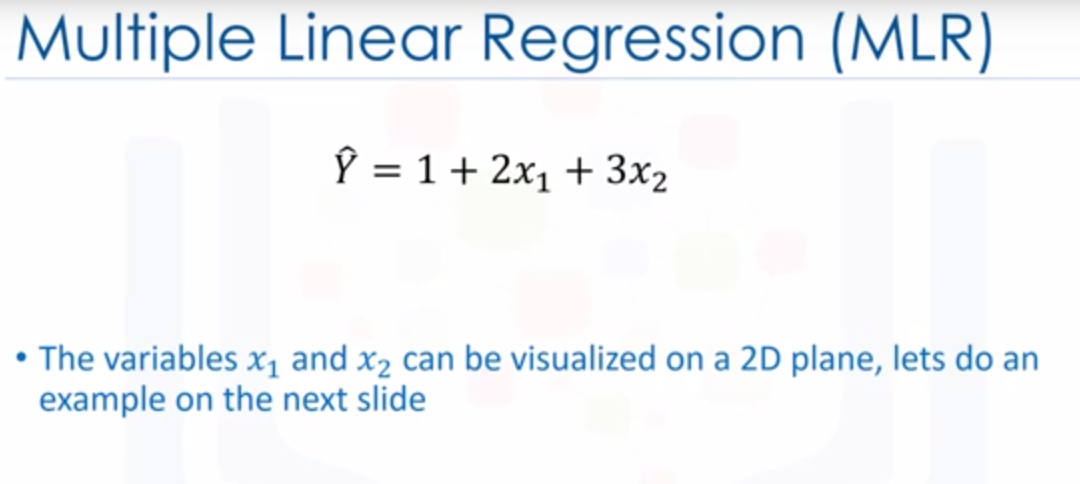 Multiple Linear Regression (MLR)
Ŷ = 1 + 2x₁ + 3x₂
• The variables x₁ and x₂ can be visualized on a 2D plane, lets do an
example on the next slide